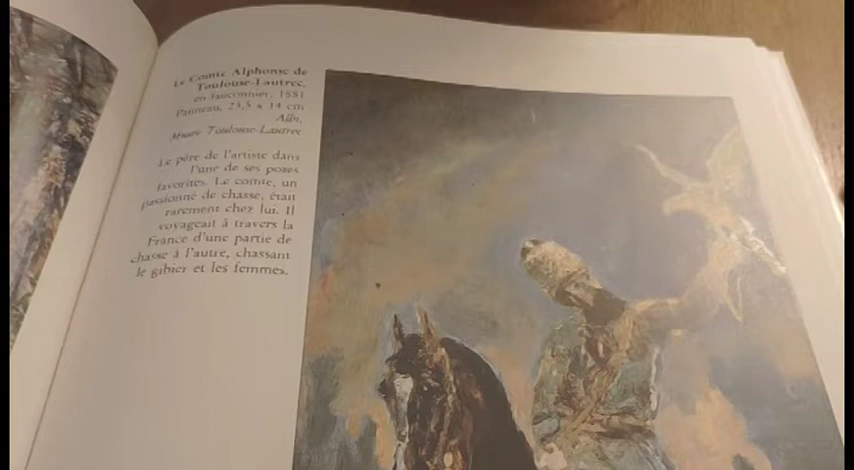 Le Comte Alphonse de
Toulouse-Lautrec,
en fauconnier, 1881
Panneau, 23,5 x 14 cm
Albi,
Musée Toulouse-Lautrec
Le père de l'artiste dans
l'une de ses poses
favorites. Le comte, un
passionné de chasse, était
rarement chez lui. Il
voyageait à travers la
France d'une partie de
chasse à l'autre, chassant
le gibier et les femmes.